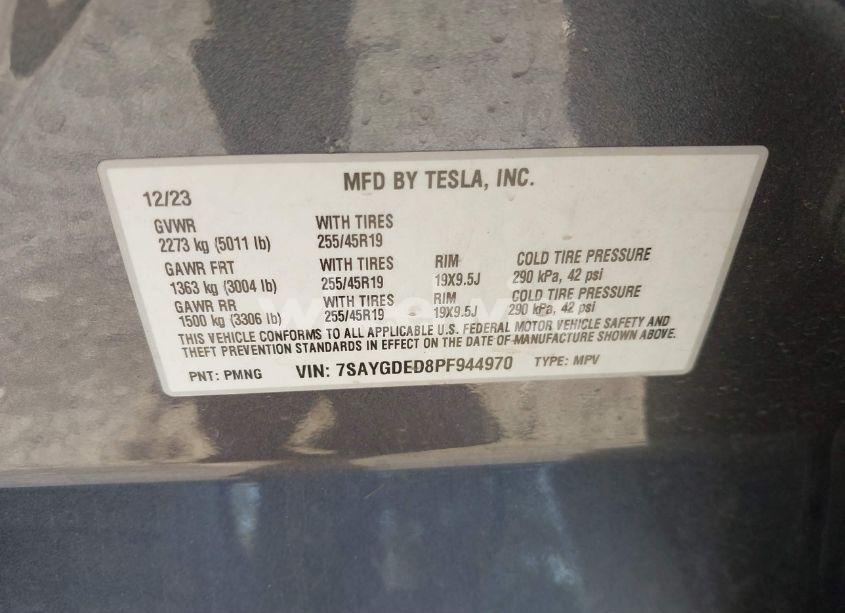 MFD BY TESLA, INC.
12/23
GVWR WITH TIRES
2273 kg (5011 lb) 255/45R19
GAWR FRT WITH TIRES RIM COLD TIRE PRESSURE
1363 kg (3004 lb) 255/45R19 19X9.5J 290 kPa, 42 psi
GAWR RR WITH TIRES RIM COLD TIRE PRESSURE
1500 kg (3306 lb) 255/45R19 19X9.5J 290 kPa, 42 psi
THIS VEHICLE CONFORMS TO ALL APPLICABLE U.S. FEDERAL MOTOR VEHICLE SAFETY AND
THEFT PREVENTION STANDARDS IN EFFECT ON THE DATE OF MANUFACTURE SHOWN ABOVE.
PNT: PMNG VIN: 7SAYGDED8PF944970 TYPE: MPV